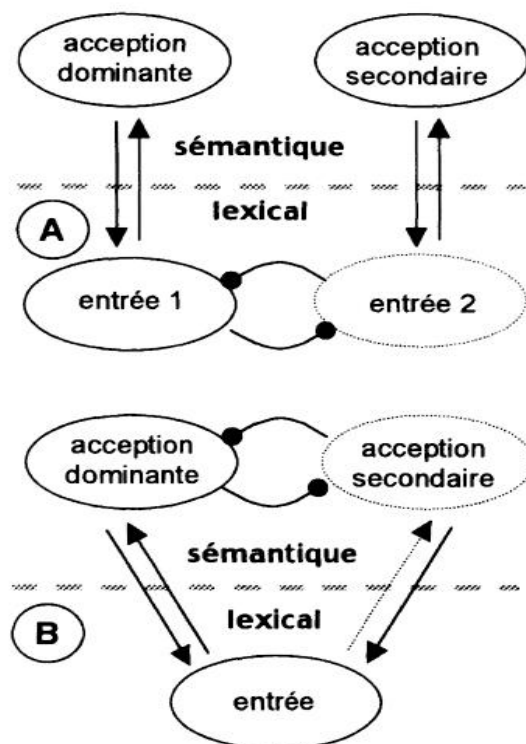 acception
dominante
acception
secondaire
sémantique
lexical
A
entrée 1
entrée 2
acception
dominante
acception
secondaire
sémantique
lexical
B
entrée